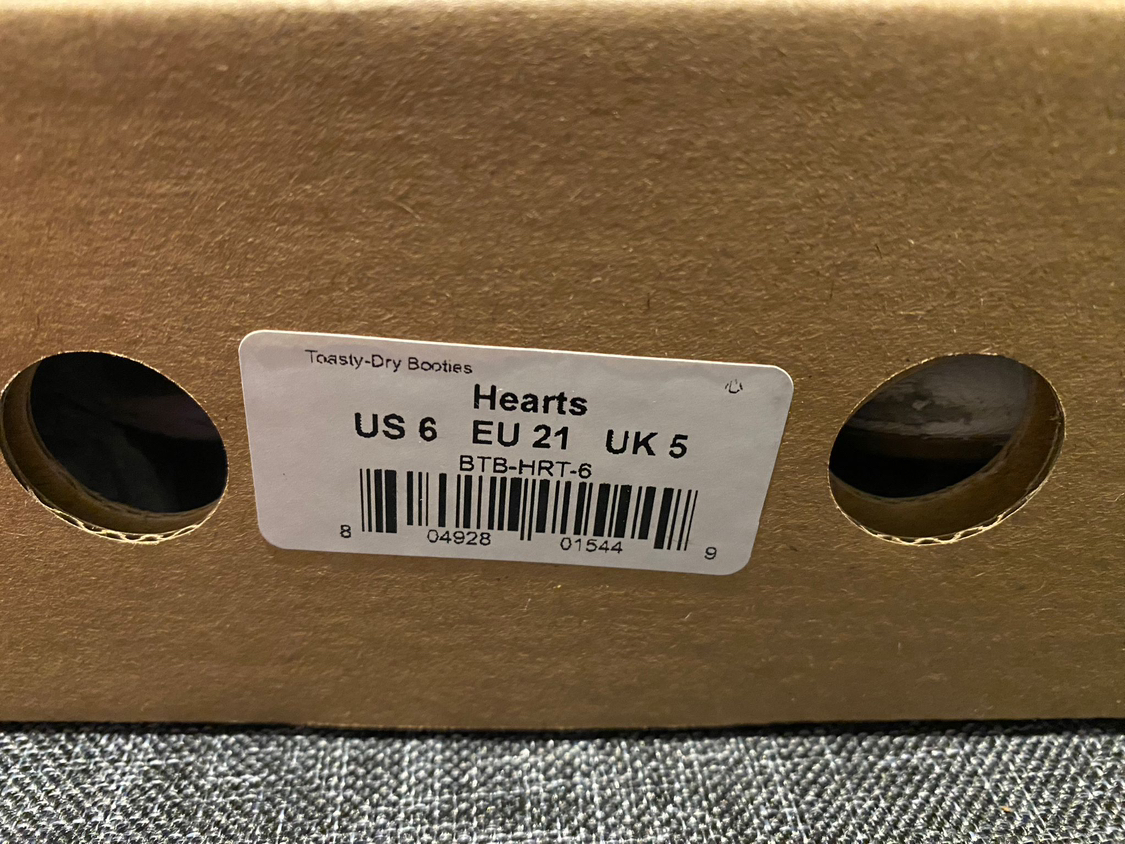 Toasty-Dry Booties
Hearts
US 6 EU 21 UK 5
BTB-HRT-6
8 04928 01544 9